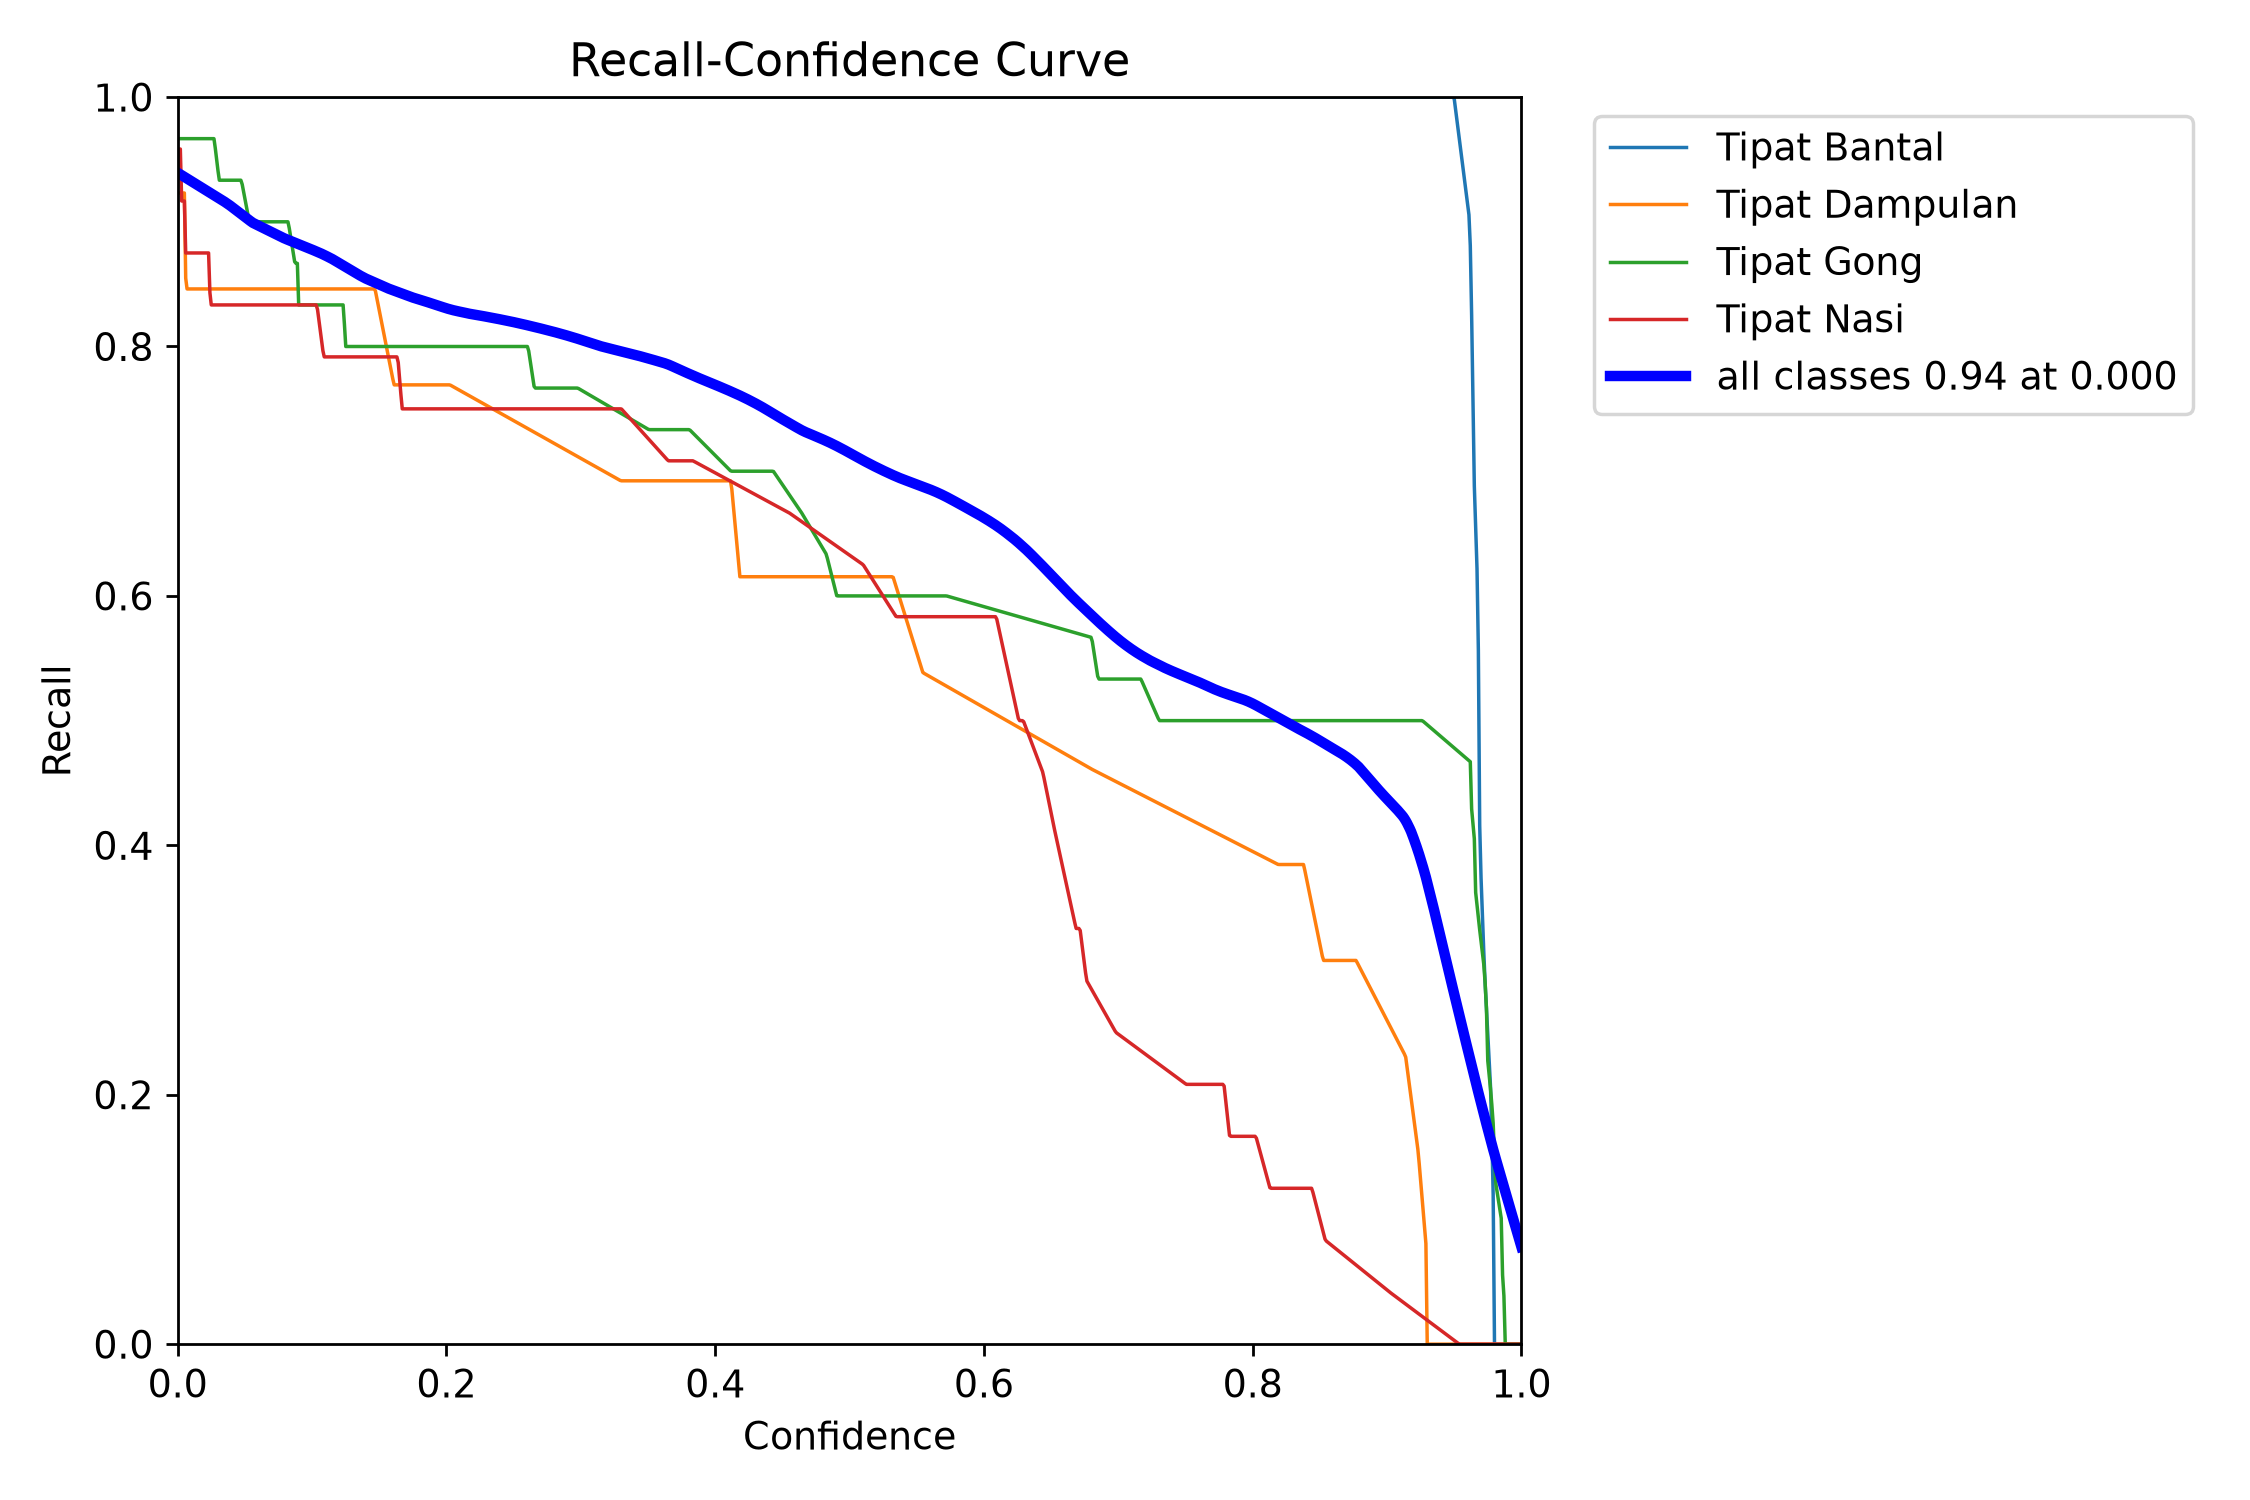 Recall-Confidence Curve
1.0
0.8
0.6
0.4
0.2
0.0
Recall
0.0 0.2 0.4 0.6 0.8 1.0
Confidence
Tipat Bantal
Tipat Dampulan
Tipat Gong
Tipat Nasi
all classes 0.94 at 0.000